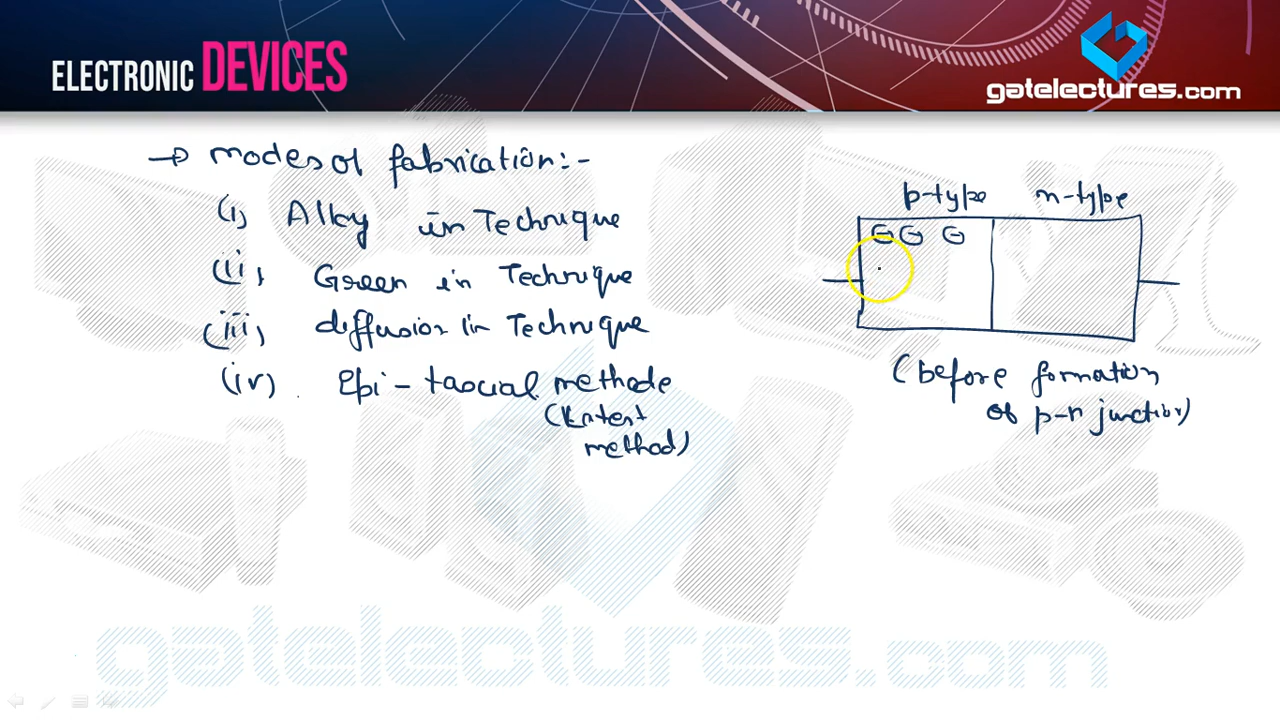 ELECTRONIC DEVICES
gatelectures.com
→ modes of fabrication:-
(i) Alloy in Technique
(ii) Green in Technique
(iii) diffusion in Technique
(iv) Epi-taxial methode
(Latest
method)
p-type n-type
(before formation
of p-n junction)
gatelectures.com